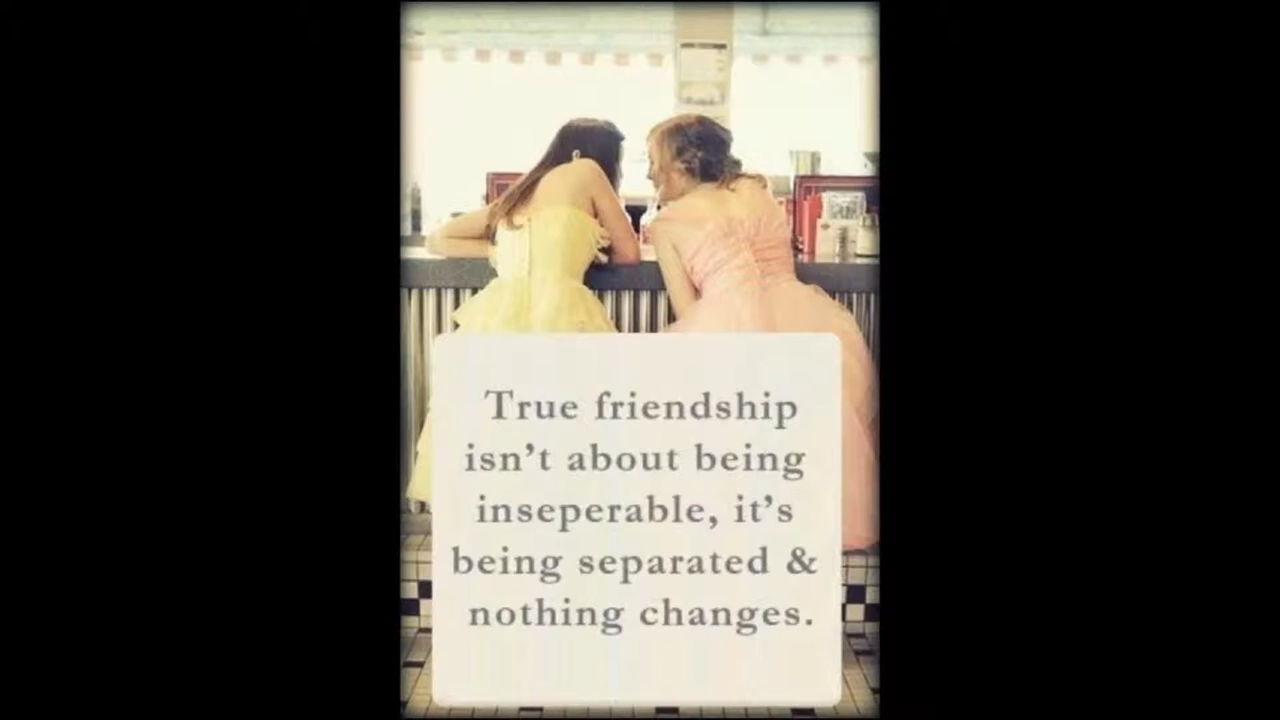 True friendship
isn't about being
inseperable, it's
being separated &
nothing changes.